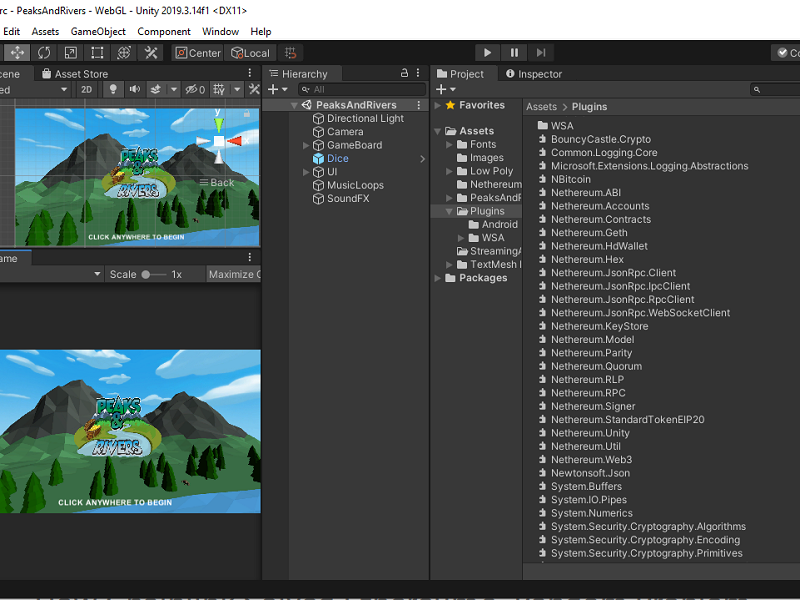 rc - PeaksAndRivers - WebGL - Unity 2019.3.14f1 <DX11>
Edit Assets GameObject Component Window Help
Center Local
cene Asset Store
ed 2D 0
y
PEAKS
RIVERS
Back
CLICK ANYWHERE TO BEGIN
ame
Scale 1x Maximize O
PEAKS
RIVERS
CLICK ANYWHERE TO BEGIN
Hierarchy
All
PeaksAndRivers
Directional Light
Camera
GameBoard
Dice
UI
MusicLoops
SoundFX
Project Inspector
Favorites
Assets
Fonts
Images
Low Poly
Nethereum
PeaksAndR
Plugins
Android
WSA
StreamingA
TextMesh
Packages
Assets > Plugins
WSA
BouncyCastle.Crypto
Common.Logging.Core
Microsoft.Extensions.Logging.Abstractions
NBitcoin
Nethereum.ABI
Nethereum.Accounts
Nethereum.Contracts
Nethereum.Geth
Nethereum.HdWallet
Nethereum.Hex
Nethereum.JsonRpc.Client
Nethereum.JsonRpc.IpcClient
Nethereum.JsonRpc.RpcClient
Nethereum.JsonRpc.WebSocketClient
Nethereum.KeyStore
Nethereum.Model
Nethereum.Parity
Nethereum.Quorum
Nethereum.RLP
Nethereum.RPC
Nethereum.Signer
Nethereum.StandardTokenEIP20
Nethereum.Unity
Nethereum.Util
Nethereum.Web3
Newtonsoft.Json
System.Buffers
System.IO.Pipes
System.Numerics
System.Security.Cryptography.Algorithms
System.Security.Cryptography.Encoding
System.Security.Cryptography.Primitives